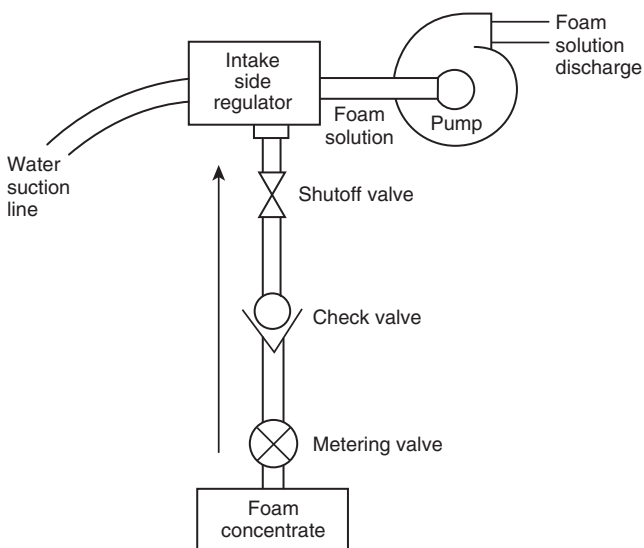 Intake
side
regulator
Foam
solution
discharge
Foam
solution
Pump
Water
suction
line
Shutoff valve
Check valve
Metering valve
Foam
concentrate